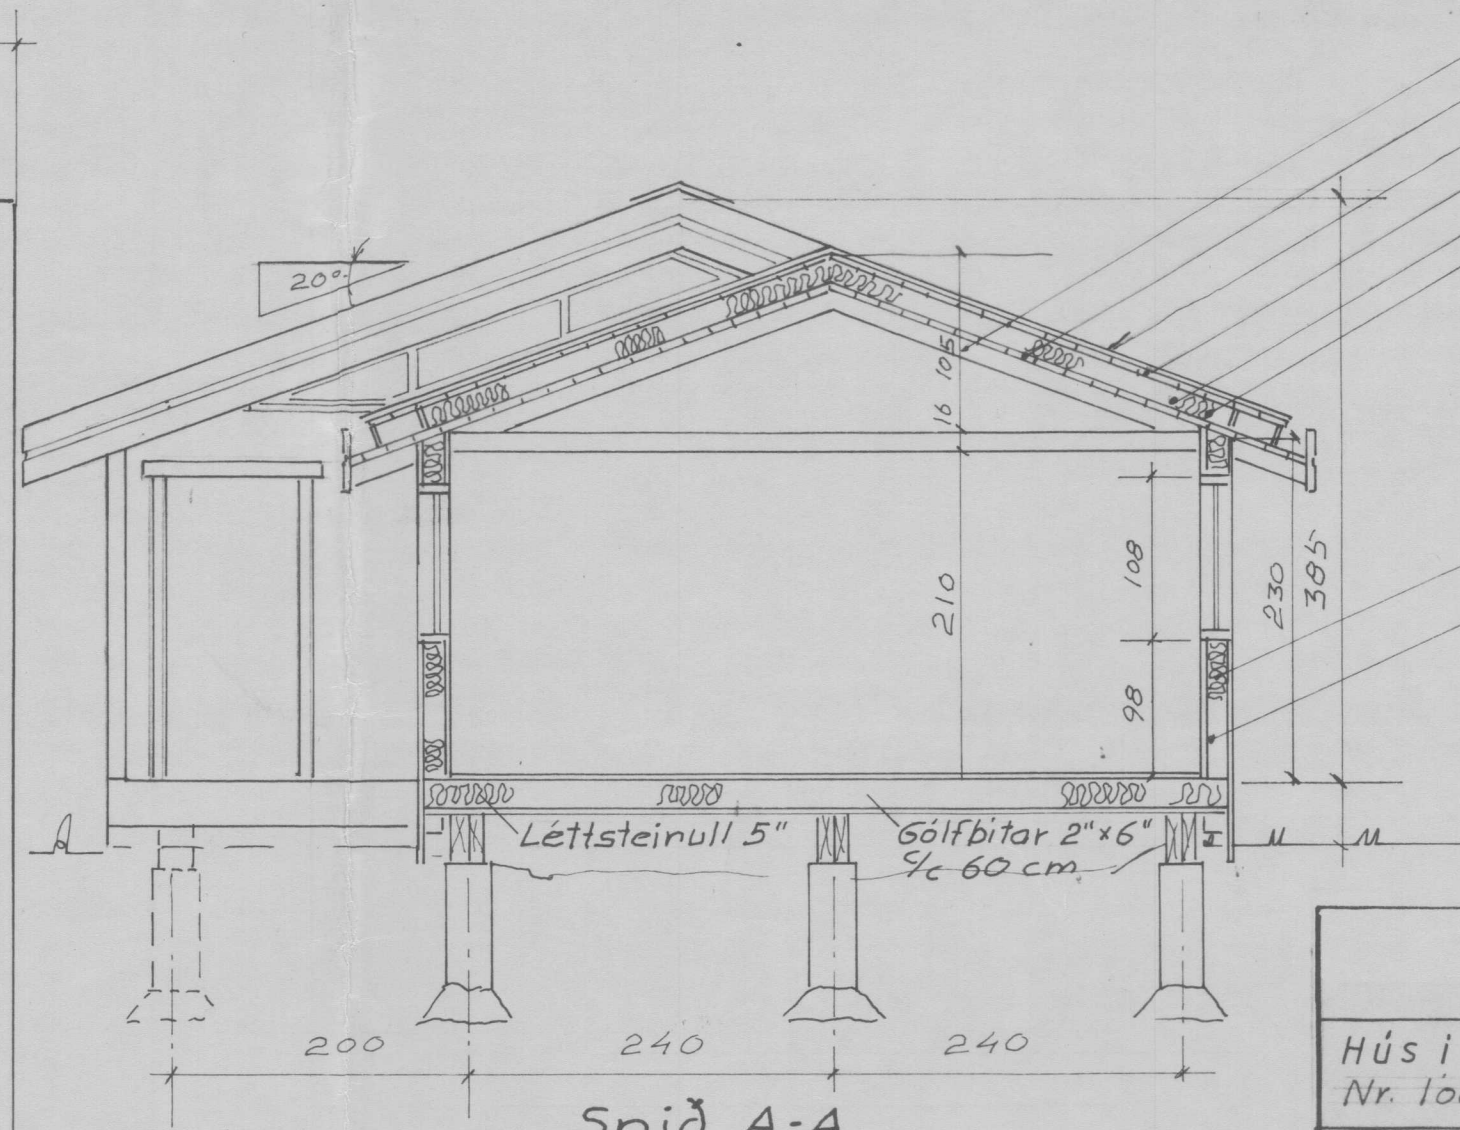 20°
16 105
210
108
98
230
385
Léttsteinull 5"
Gólfbitar 2"×6"
c/c 60 cm
200
240
240
Snið A-A
Hús í
Nr.